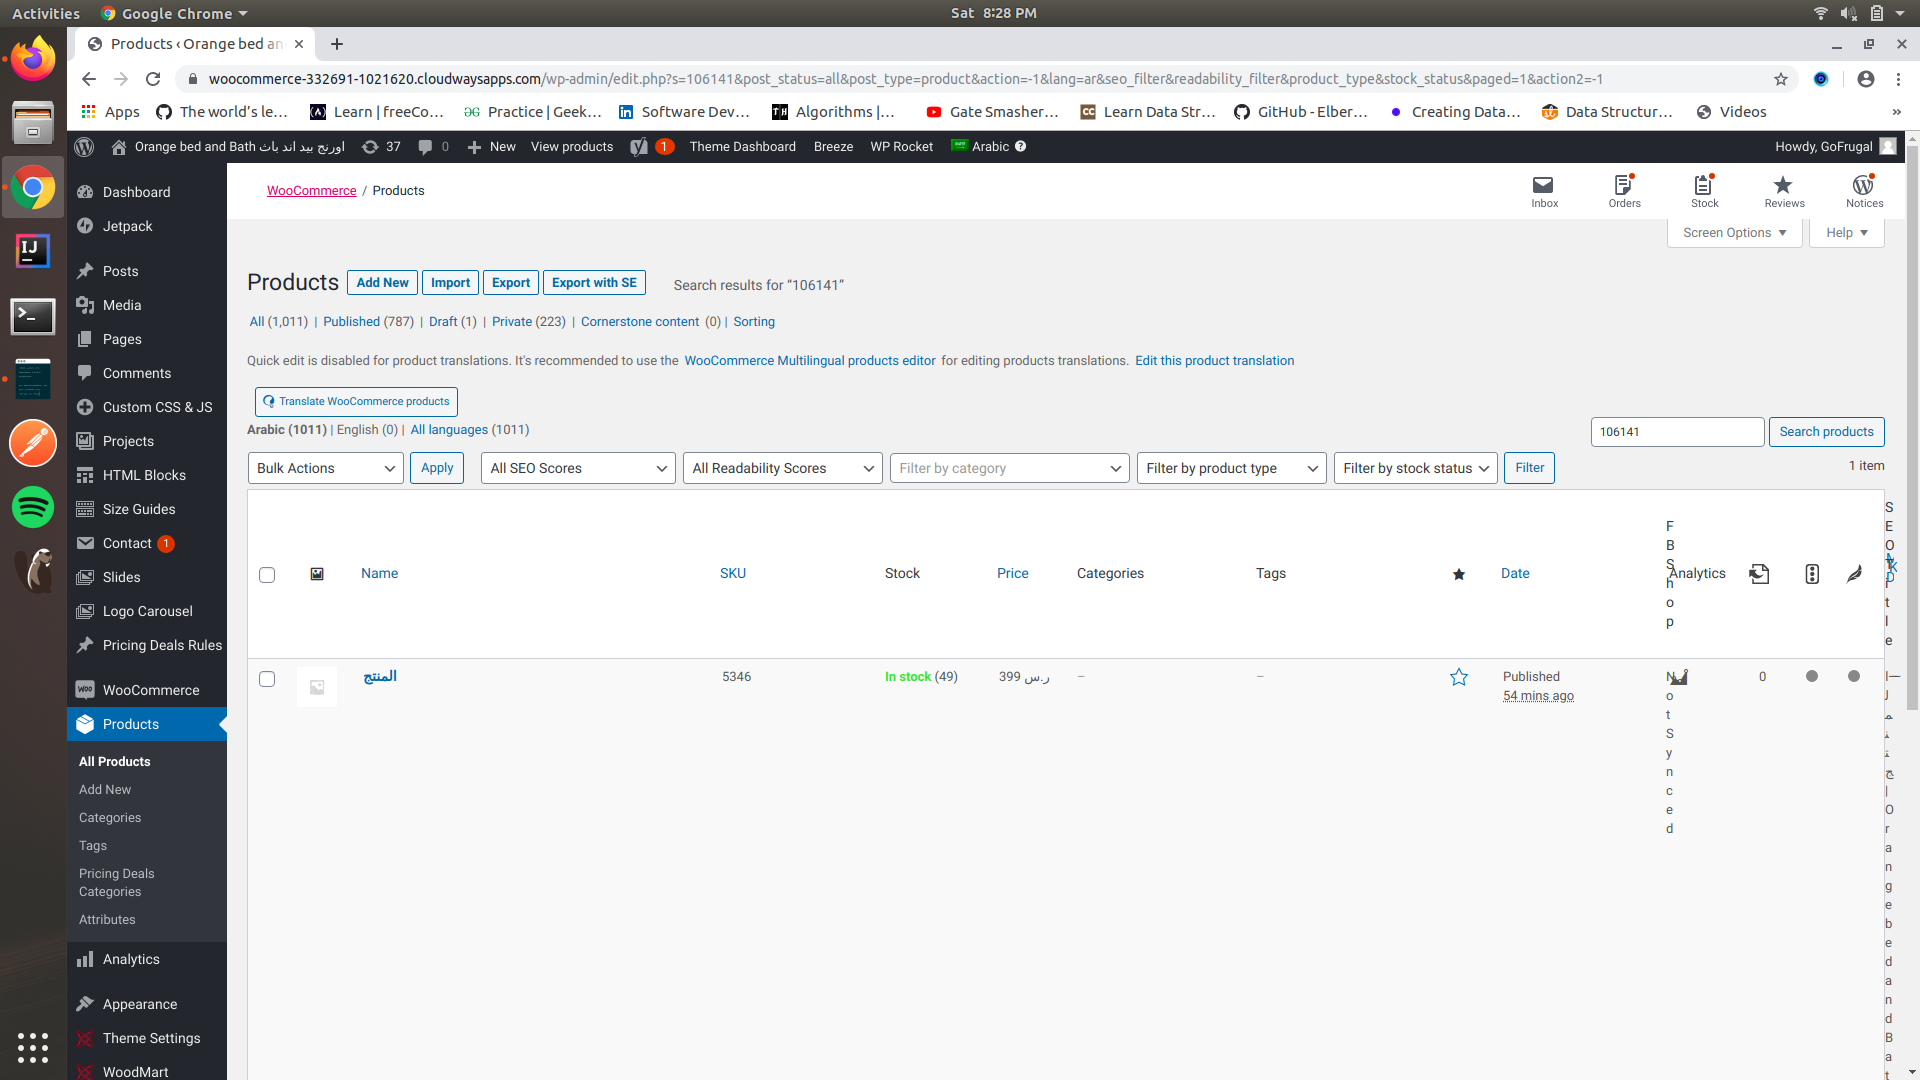 Activities
Google Chrome
Sat 8:28 PM
Products ‹ Orange bed an
woocommerce-332691-1021620.cloudwaysapps.com/wp-admin/edit.php?s=106141&post_status=all&post_type=product&action=-1&lang=ar&seo_filter&readability_filter&product_type&stock_status&paged=1&action2=-1
Apps
The world's le...
Learn | freeCo...
Practice | Geek...
Software Dev...
Algorithms |...
Gate Smasher...
Learn Data Str...
GitHub - Elber...
Creating Data...
Data Structur...
Videos
»
Orange bed and Bath اورنج بيد اند باث
37
0
New
View products
1
Theme Dashboard
Breeze
WP Rocket
Arabic
Howdy, GoFrugal
Dashboard
Jetpack
Posts
Media
Pages
Comments
Custom CSS & JS
Projects
HTML Blocks
Size Guides
Contact 1
Slides
Logo Carousel
Pricing Deals Rules
WooCommerce
Products
All Products
Add New
Categories
Tags
Pricing Deals
Categories
Attributes
Analytics
Appearance
Theme Settings
WoodMart
WooCommerce / Products
Inbox
Orders
Stock
Reviews
Notices
Screen Options
Help
Products
Add New
Import
Export
Export with SE
Search results for “106141”
All (1,011) | Published (787) | Draft (1) | Private (223) | Cornerstone content (0) | Sorting
Quick edit is disabled for product translations. It's recommended to use the WooCommerce Multilingual products editor for editing products translations. Edit this product translation
Translate WooCommerce products
Arabic (1011) | English (0) | All languages (1011)
106141
Search products
Bulk Actions
Apply
All SEO Scores
All Readability Scores
Filter by category
Filter by product type
Filter by stock status
Filter
1 item
Name
SKU
Stock
Price
Categories
Tags
Date
FB Shop
Analytics
SEO Title
المنتج
5346
In stock (49)
399 ر.س
–
–
Published
54 mins ago
Not Synced
0
المنتج | Orange bed and Bat
—